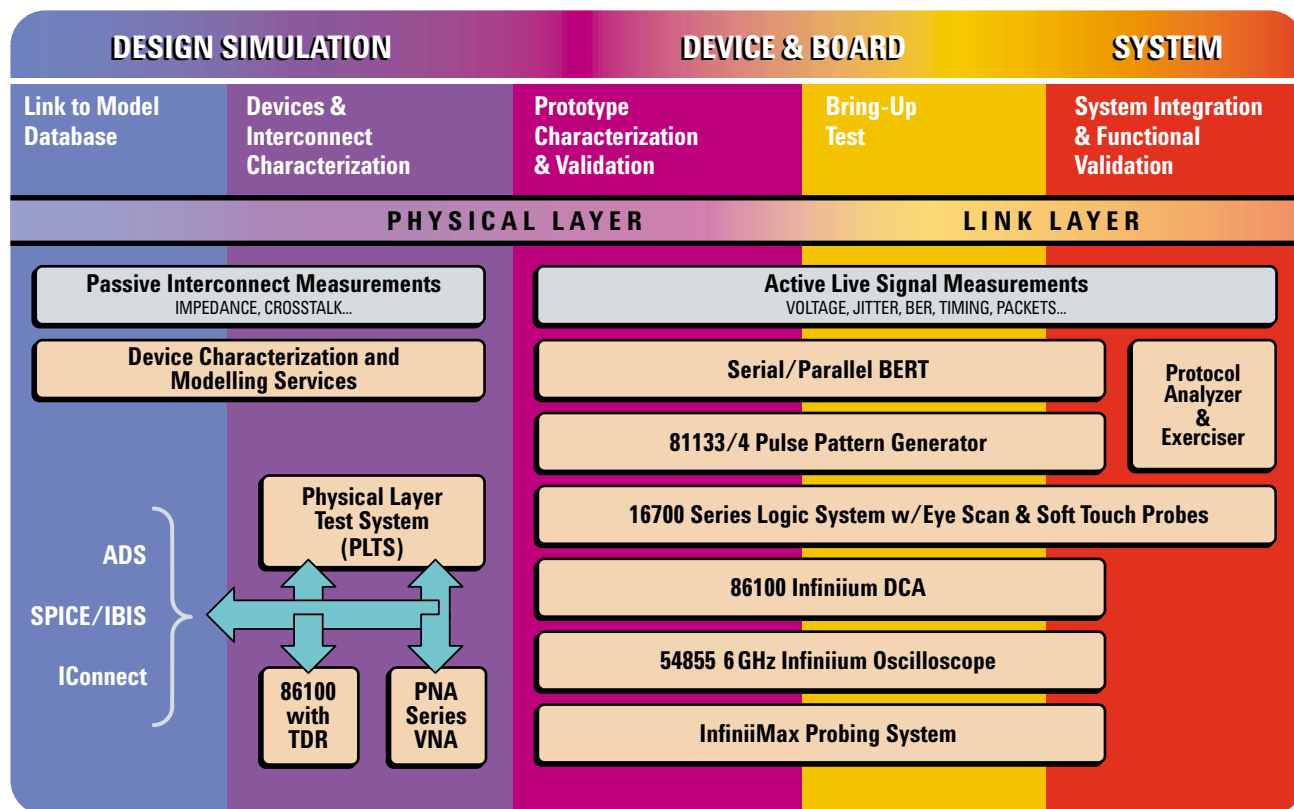 DESIGN SIMULATION
DEVICE & BOARD
SYSTEM
Link to Model
Database
Devices &
Interconnect
Characterization
Prototype
Characterization
& Validation
Bring-Up
Test
System Integration
& Functional
Validation
PHYSICAL LAYER
LINK LAYER
Passive Interconnect Measurements
IMPEDANCE, CROSSTALK...
Active Live Signal Measurements
VOLTAGE, JITTER, BER, TIMING, PACKETS...
Device Characterization and
Modelling Services
Serial/Parallel BERT
Protocol
Analyzer
&
Exerciser
81133/4 Pulse Pattern Generator
Physical Layer
Test System
(PLTS)
16700 Series Logic System w/Eye Scan & Soft Touch Probes
ADS
SPICE/IBIS
IConnect
86100 Infiniium DCA
54855 6 GHz Infiniium Oscilloscope
86100
with
TDR
PNA
Series
VNA
InfiniiMax Probing System